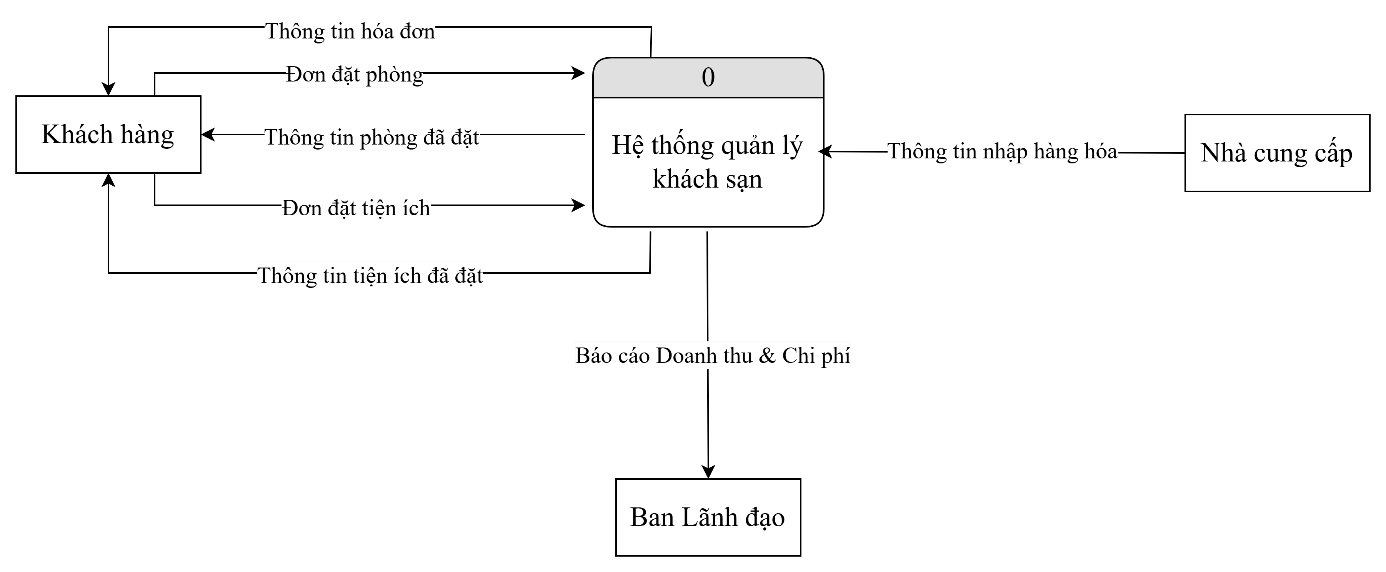 Thông tin hóa đơn
Đơn đặt phòng
0
Khách hàng
Thông tin phòng đã đặt
Hệ thống quản lý
khách sạn
Thông tin nhập hàng hóa
Nhà cung cấp
Đơn đặt tiện ích
Thông tin tiện ích đã đặt
Báo cáo Doanh thu & Chi phí
Ban Lãnh đạo